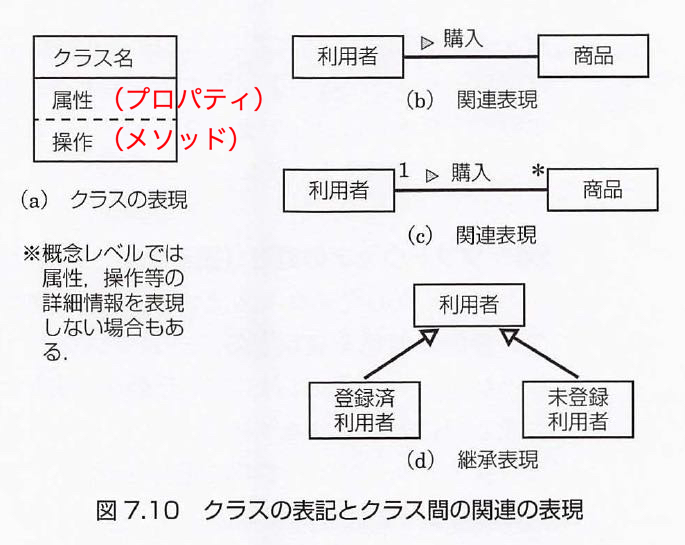 クラス名
属性（プロパティ）
操作（メソッド）
(a) クラスの表現
※概念レベルでは
属性，操作等の
詳細情報を表現
しない場合もあ
る．
利用者
▷ 購入
商品
(b) 関連表現
利用者
1 ▷ 購入 *
商品
(c) 関連表現
利用者
登録済
利用者
未登録
利用者
(d) 継承表現
図 7.10 クラスの表記とクラス間の関連の表現